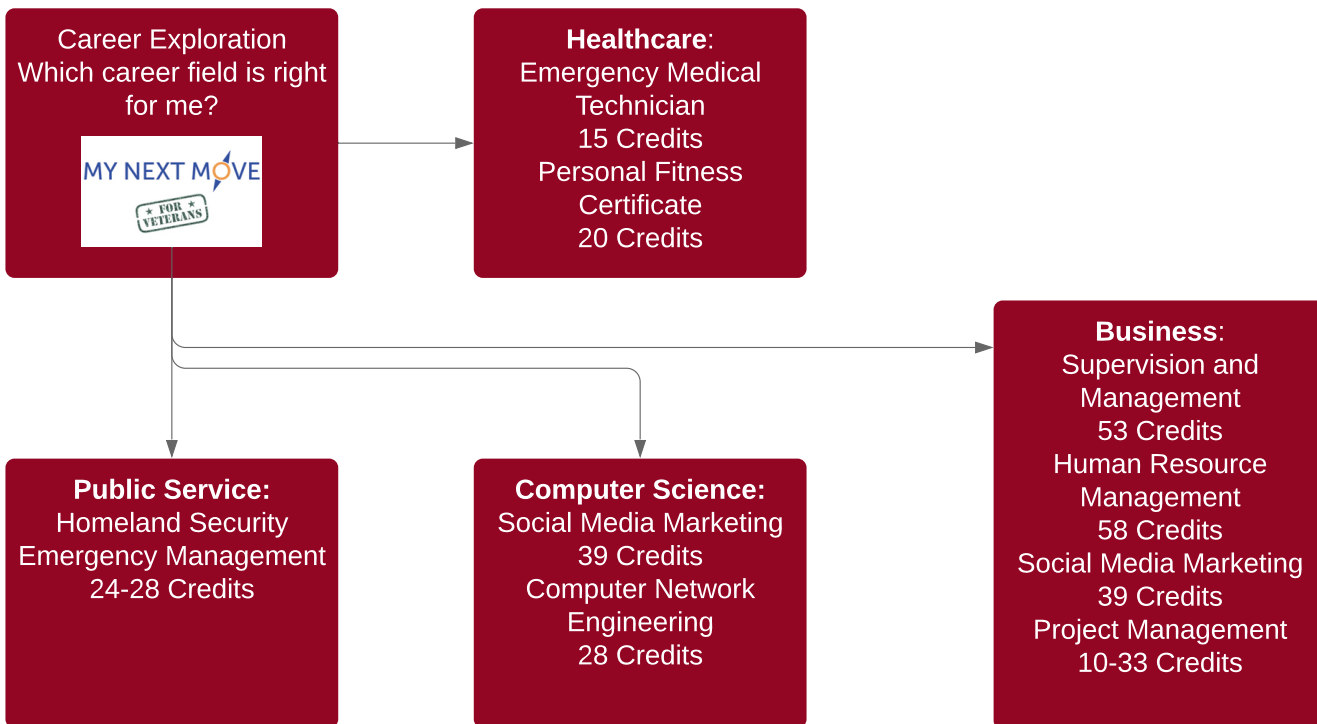 Career Exploration
Which career field is right
for me?
MY NEXT MOVE
FOR
VETERANS
Healthcare:
Emergency Medical
Technician
15 Credits
Personal Fitness
Certificate
20 Credits
Business:
Supervision and
Management
53 Credits
Human Resource
Management
58 Credits
Social Media Marketing
39 Credits
Project Management
10-33 Credits
Public Service:
Homeland Security
Emergency Management
24-28 Credits
Computer Science:
Social Media Marketing
39 Credits
Computer Network
Engineering
28 Credits